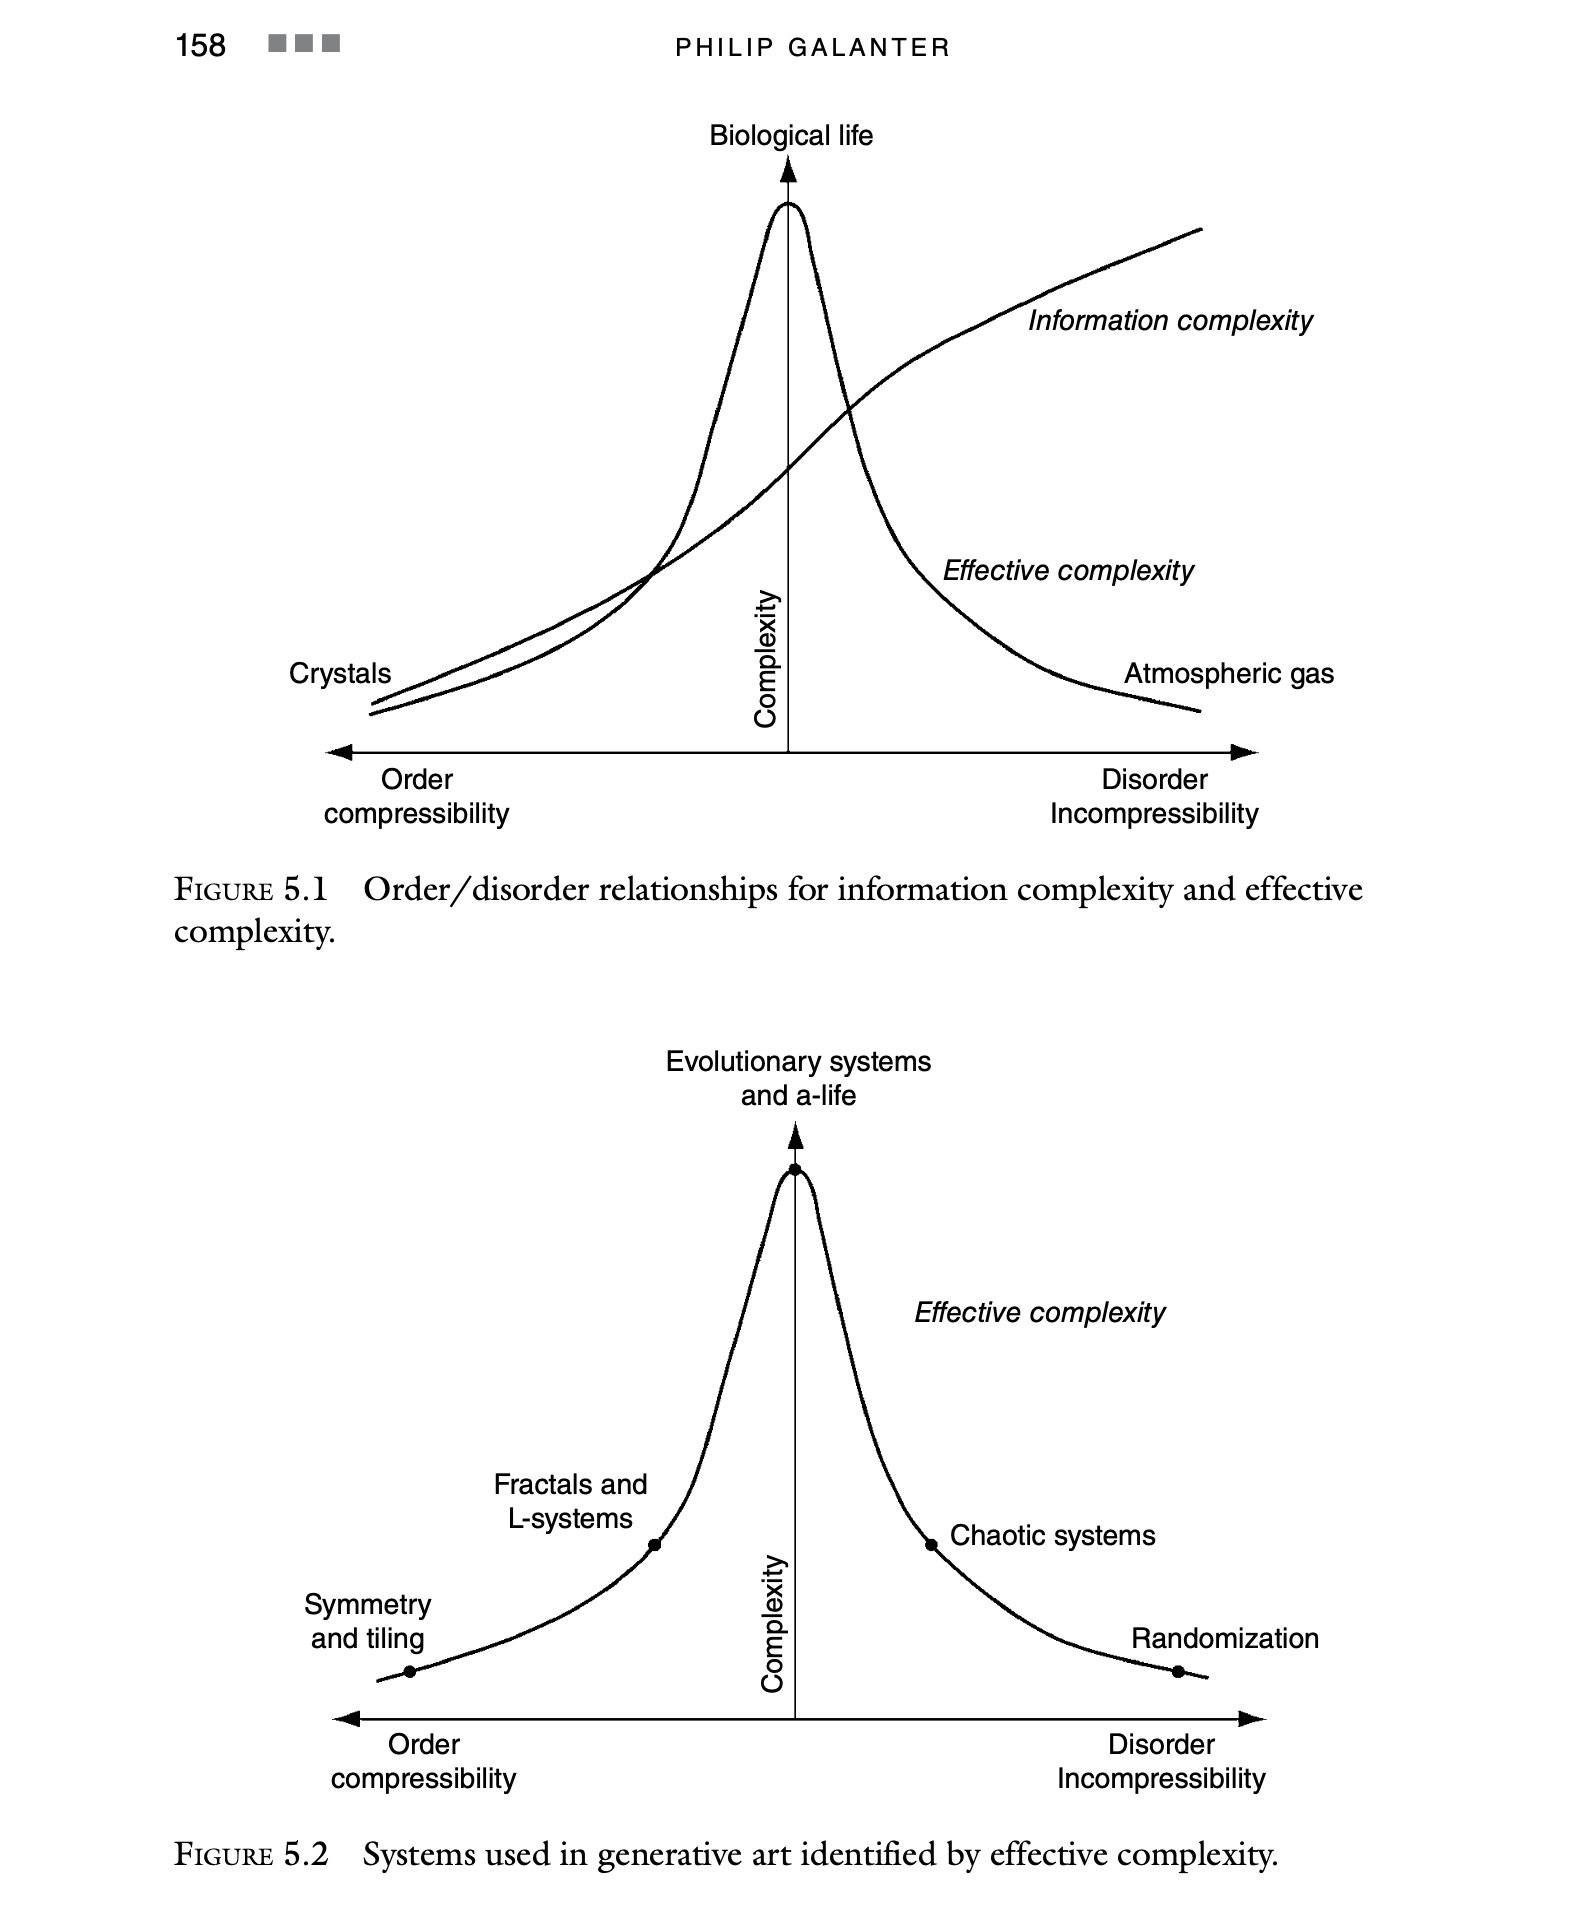 158
PHILIP GALANTER
Biological life
Information complexity
Effective complexity
Complexity
Crystals
Atmospheric gas
Order
compressibility
Disorder
Incompressibility
FIGURE 5.1 Order/disorder relationships for information complexity and effective
complexity.
Evolutionary systems
and a-life
Effective complexity
Fractals and
L-systems
Chaotic systems
Complexity
Symmetry
and tiling
Randomization
Order
compressibility
Disorder
Incompressibility
FIGURE 5.2 Systems used in generative art identified by effective complexity.